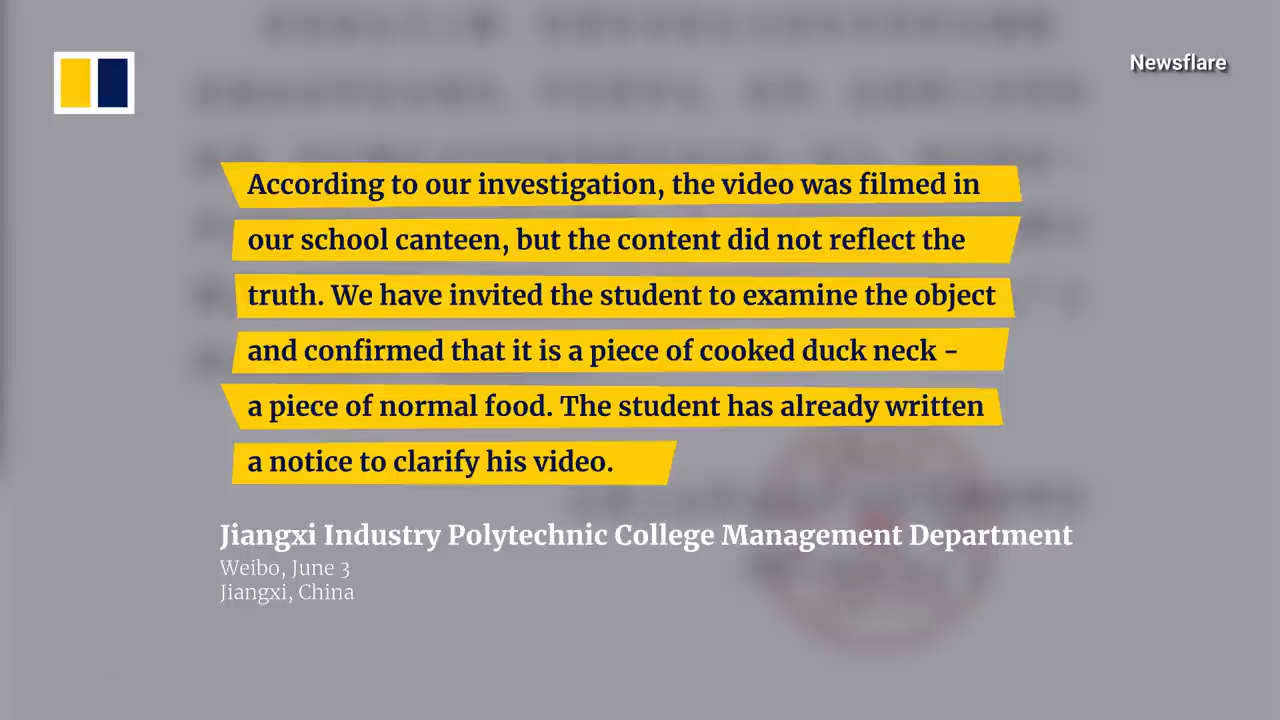 Newsflare
According to our investigation, the video was filmed in
our school canteen, but the content did not reflect the
truth. We have invited the student to examine the object
and confirmed that it is a piece of cooked duck neck -
a piece of normal food. The student has already written
a notice to clarify his video.
Jiangxi Industry Polytechnic College Management Department
Weibo, June 3
Jiangxi, China